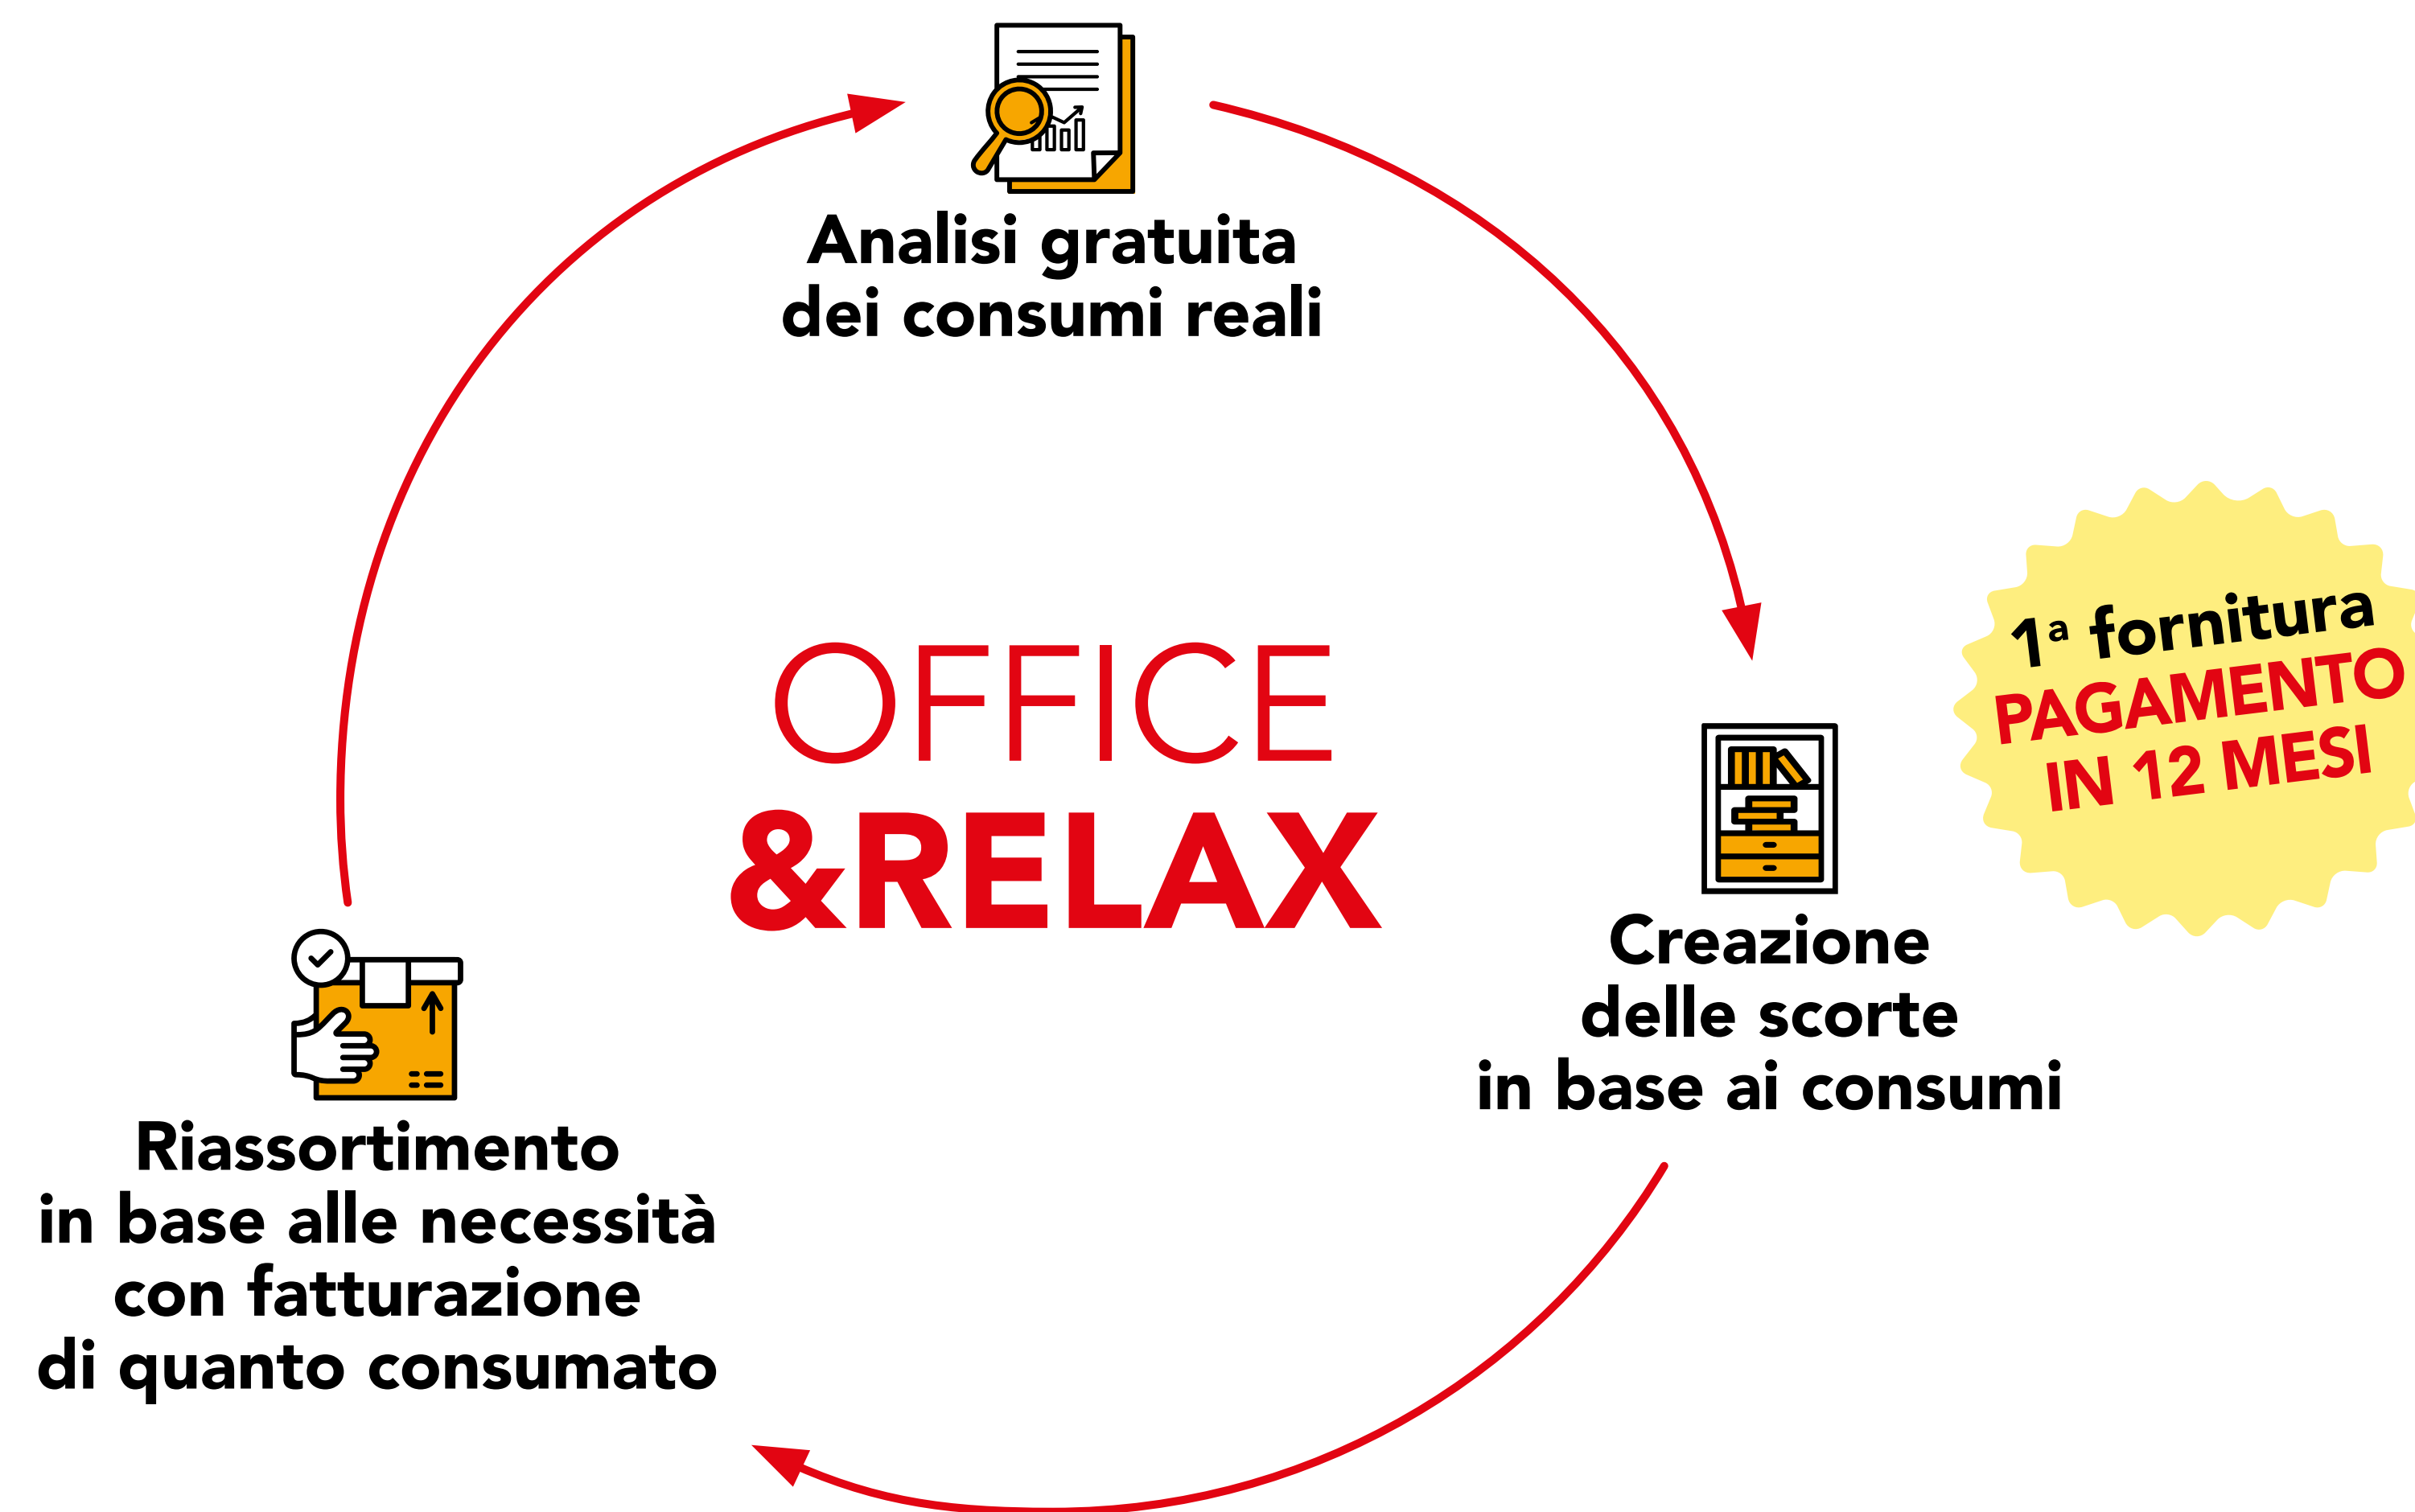 Analisi gratuita
dei consumi reali
OFFICE
&RELAX
1ª fornitura
PAGAMENTO
IN 12 MESI
Creazione
delle scorte
in base ai consumi
Riassortimento
in base alle necessità
con fatturazione
di quanto consumato